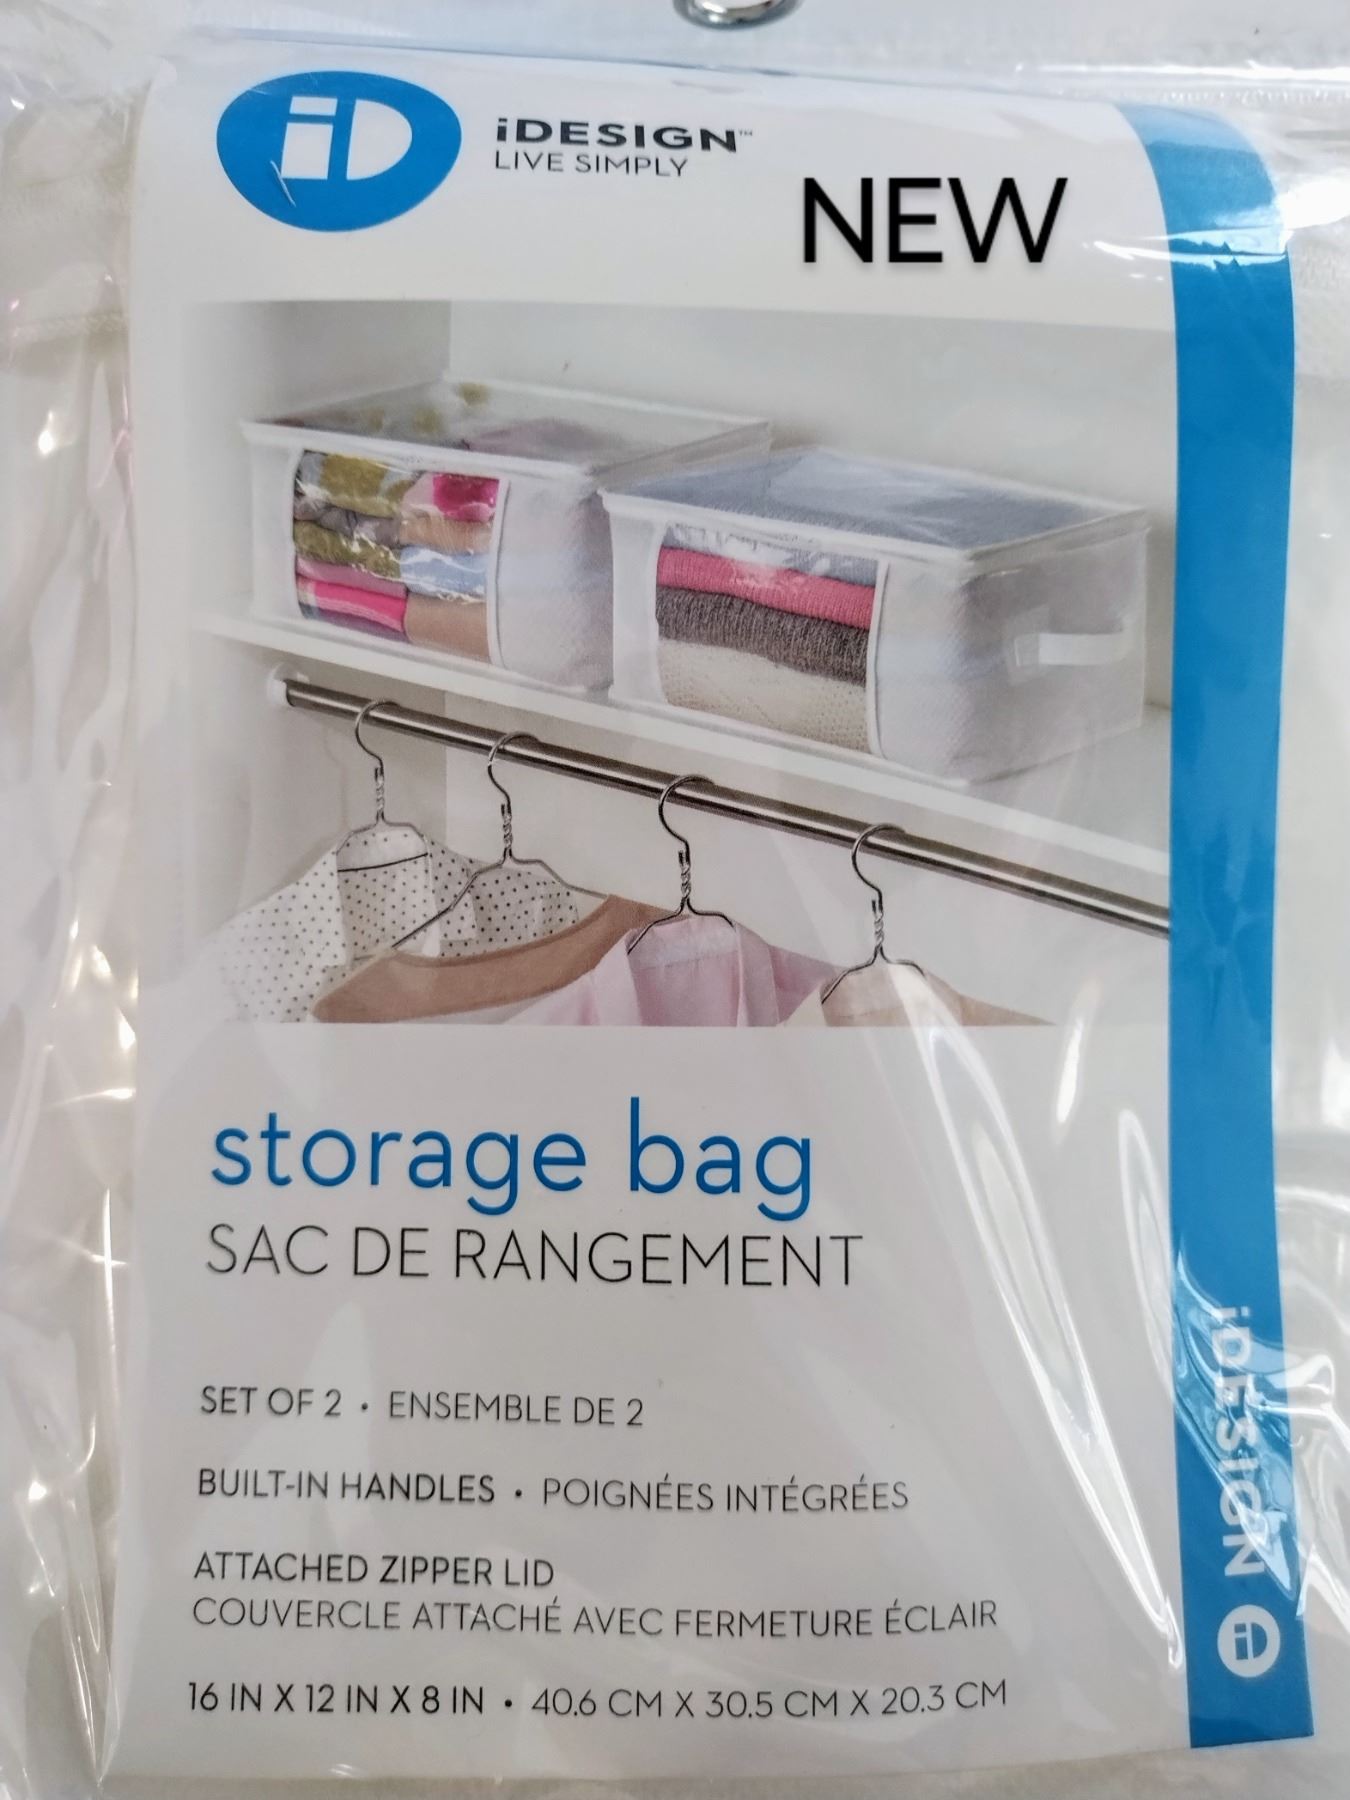 iD
iDESIGN™
LIVE SIMPLY
NEW
storage bag
SAC DE RANGEMENT
SET OF 2 • ENSEMBLE DE 2
BUILT-IN HANDLES • POIGNÉES INTÉGRÉES
ATTACHED ZIPPER LID
COUVERCLE ATTACHÉ AVEC FERMETURE ÉCLAIR
16 IN X 12 IN X 8 IN • 40.6 CM X 30.5 CM X 20.3 CM
iDESIGN
iD